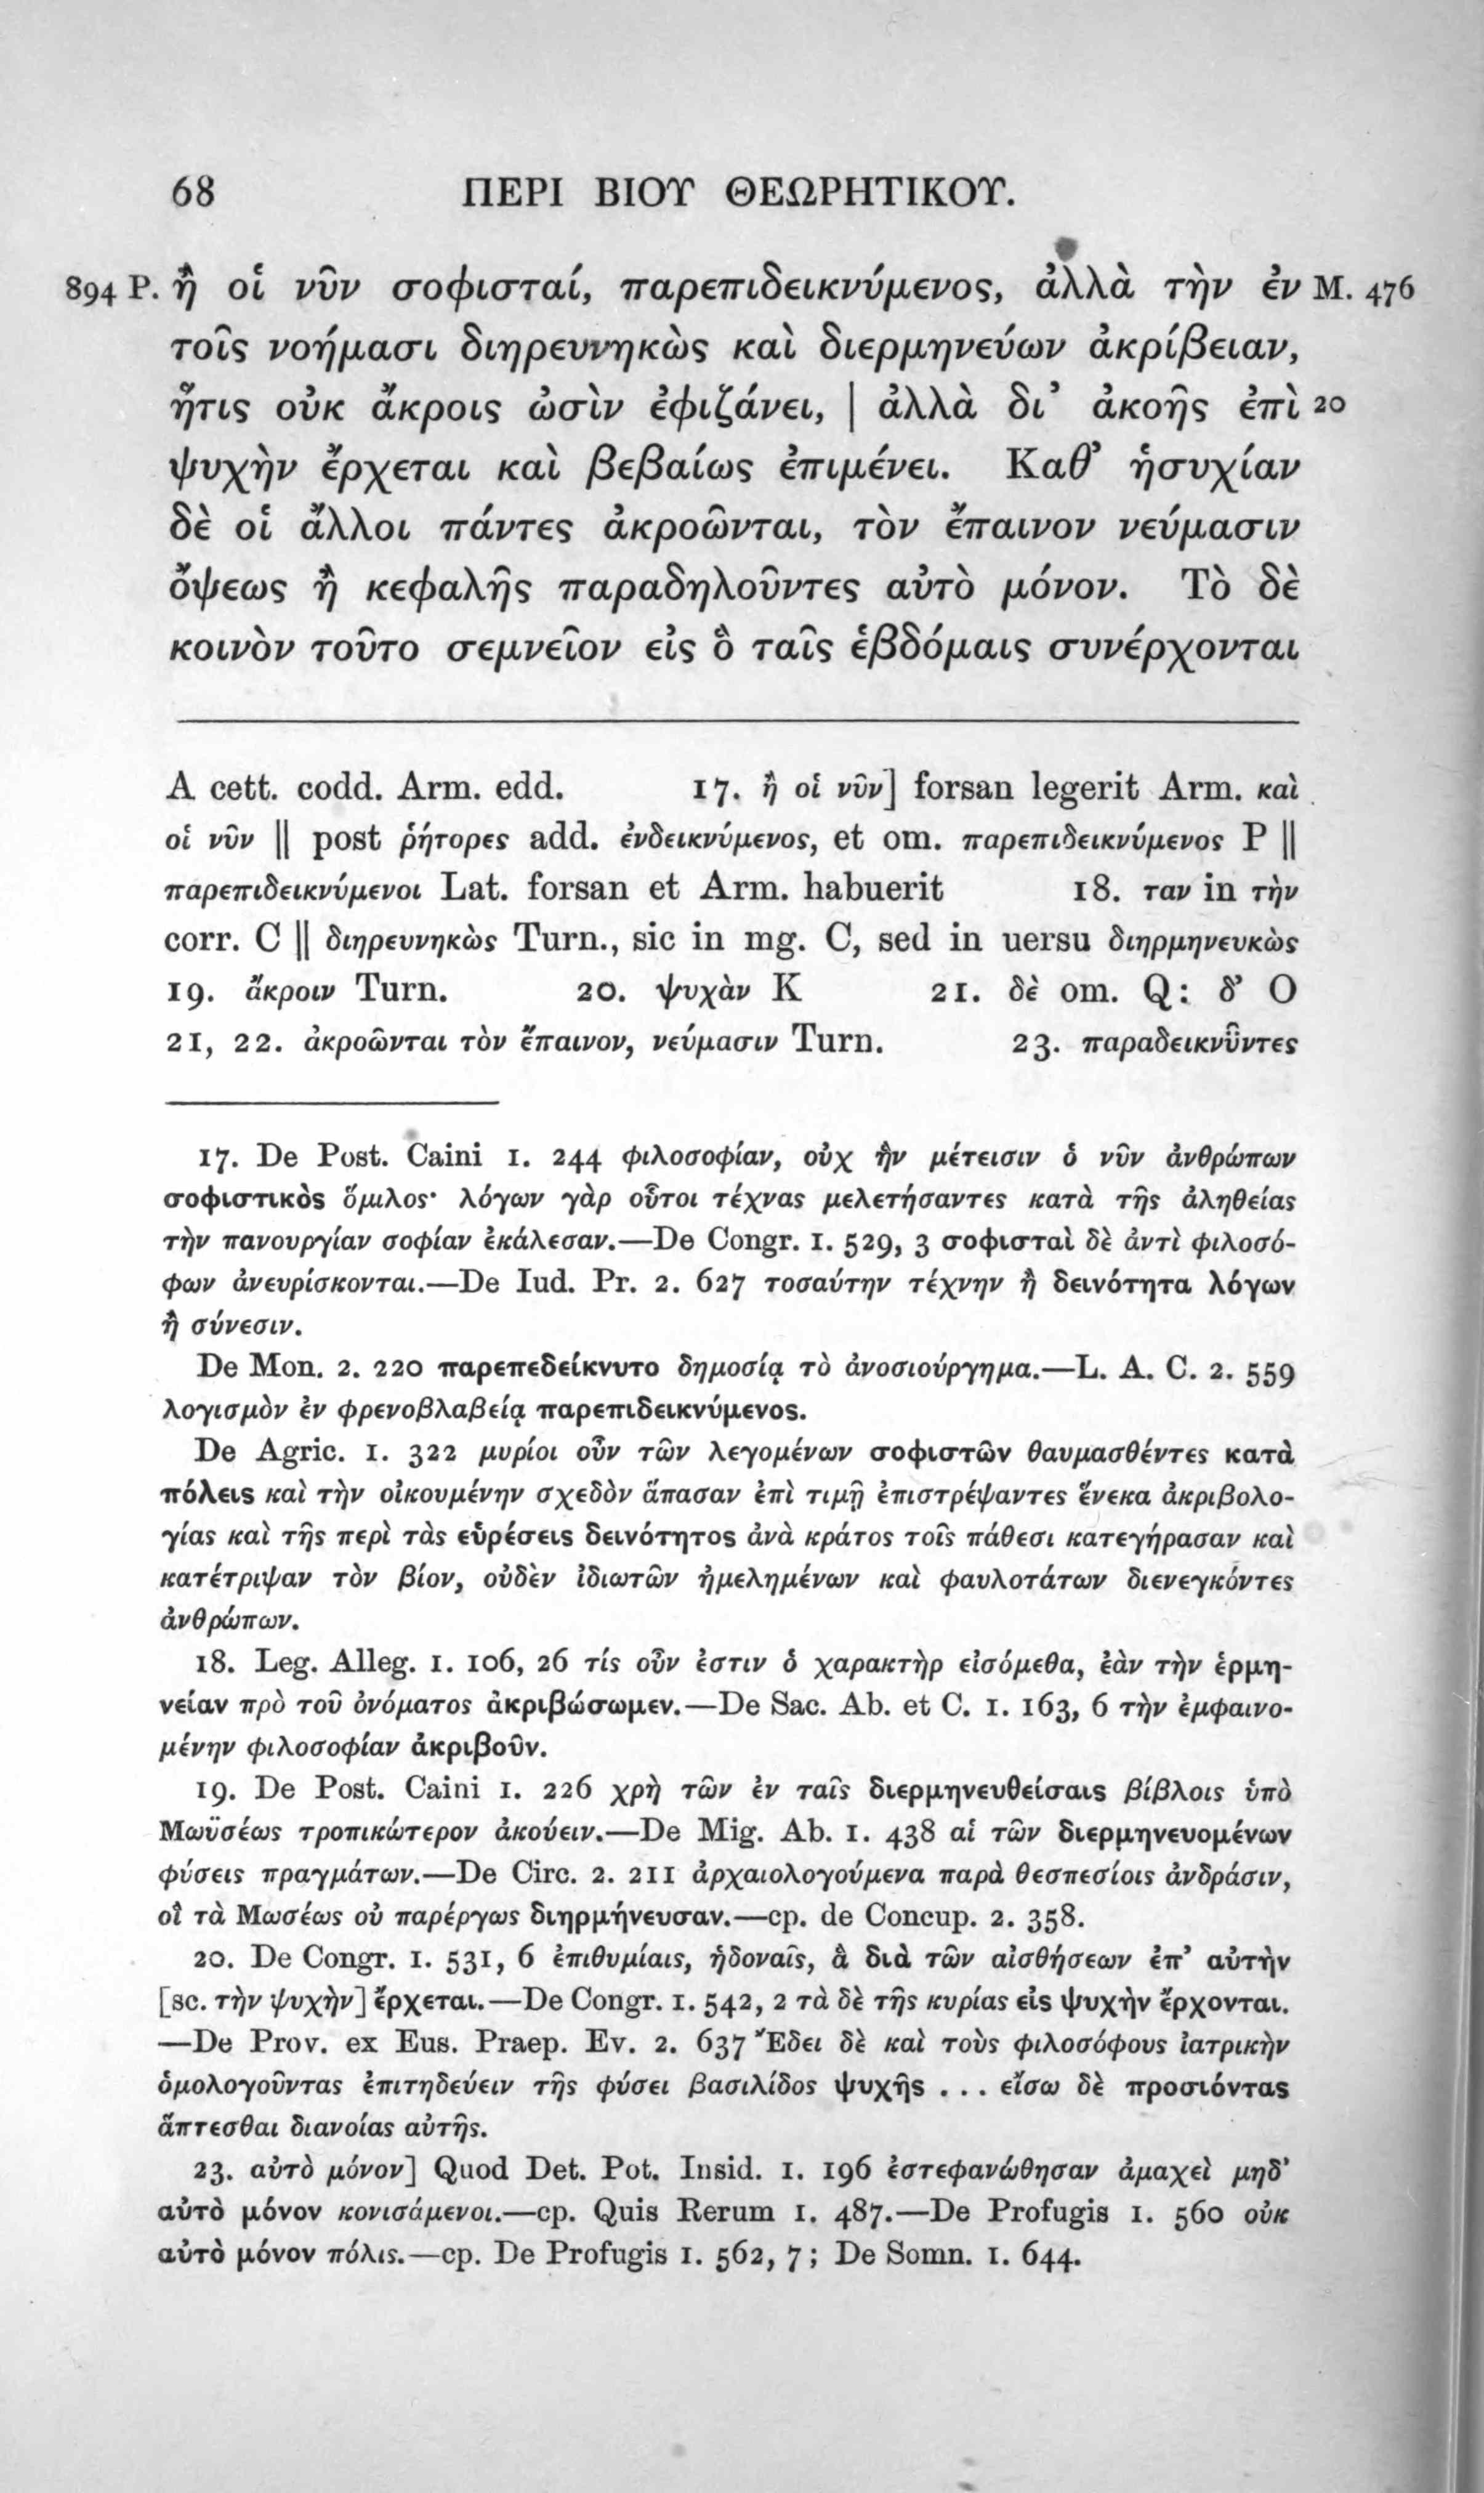 68 ΠΕΡΙ ΒΙΟΥ ΘΕΩΡΗΤΙΚΟΥ.
894 P. ἢ οἱ νῦν σοφισταί, παρεπιδεικνύμενος, ἀλλὰ τὴν ἐν M. 476
τοῖς νοήμασι διηρευνηκὼς καὶ διερμηνεύων ἀκρίβειαν,
ἥτις οὐκ ἄκροις ὠσὶν ἐφιζάνει, | ἀλλὰ δι’ ἀκοῆς ἐπὶ 20
ψυχὴν ἔρχεται καὶ βεβαίως ἐπιμένει. Καθ’ ἡσυχίαν
δὲ οἱ ἄλλοι πάντες ἀκροῶνται, τὸν ἔπαινον νεύμασιν
ὄψεως ἢ κεφαλῆς παραδηλοῦντες αὐτὸ μόνον. Τὸ δὲ
κοινὸν τοῦτο σεμνεῖον εἰς ὃ ταῖς ἑβδόμαις συνέρχονται
A cett. codd. Arm. edd. 17. ἢ οἱ νῦν] forsan legerit Arm. καὶ
οἱ νῦν || post ῥήτορες add. ἐνδεικνύμενος, et om. παρεπιδεικνύμενος P ||
παρεπιδεικνύμενοι Lat. forsan et Arm. habuerit 18. ταν in τὴν
corr. C || διηρευνηκὼς Turn., sic in mg. C, sed in uersu διηρμηνευκὼς
19. ἄκροιν Turn. 20. ψυχὰν K 21. δὲ om. Q: δ’ O
21, 22. ἀκροῶνται τὸν ἔπαινον, νεύμασιν Turn. 23. παραδεικνῦντες
17. De Post. Caini 1. 244 φιλοσοφίαν, οὐχ ἣν μέτεισιν ὁ νῦν ἀνθρώπων
σοφιστικὸς ὅμιλος· λόγων γὰρ οὗτοι τέχνας μελετήσαντες κατὰ τῆς ἀληθείας
τὴν πανουργίαν σοφίαν ἐκάλεσαν.—De Congr. 1. 529, 3 σοφισταὶ δὲ ἀντὶ φιλοσό-
φων ἀνευρίσκονται.—De Iud. Pr. 2. 627 τοσαύτην τέχνην ἢ δεινότητα λόγων
ἢ σύνεσιν.
De Mon. 2. 220 παρεπεδείκνυτο δημοσίᾳ τὸ ἀνοσιούργημα.—L. A. C. 2. 559
λογισμὸν ἐν φρενοβλαβείᾳ παρεπιδεικνύμενος.
De Agric. 1. 322 μυρίοι οὖν τῶν λεγομένων σοφιστῶν θαυμασθέντες κατὰ
πόλεις καὶ τὴν οἰκουμένην σχεδὸν ἅπασαν ἐπὶ τιμῇ ἐπιστρέψαντες ἕνεκα ἀκριβολο-
γίας καὶ τῆς περὶ τὰς εὑρέσεις δεινότητος ἀνὰ κράτος τοῖς πάθεσι κατεγήρασαν καὶ
κατέτριψαν τὸν βίον, οὐδὲν ἰδιωτῶν ἠμελημένων καὶ φαυλοτάτων διενεγκόντες
ἀνθρώπων.
18. Leg. Alleg. 1. 106, 26 τίς οὖν ἐστιν ὁ χαρακτὴρ εἰσόμεθα, ἐὰν τὴν ἑρμη-
νείαν πρὸ τοῦ ὀνόματος ἀκριβώσωμεν.—De Sac. Ab. et C. 1. 163, 6 τὴν ἐμφαινο-
μένην φιλοσοφίαν ἀκριβοῦν.
19. De Post. Caini 1. 226 χρὴ τῶν ἐν ταῖς διερμηνευθείσαις βίβλοις ὑπὸ
Μωϋσέως τροπικώτερον ἀκούειν.—De Mig. Ab. 1. 438 αἱ τῶν διερμηνευομένων
φύσεις πραγμάτων.—De Circ. 2. 211 ἀρχαιολογούμενα παρὰ θεσπεσίοις ἀνδράσιν,
οἳ τὰ Μωσέως οὐ παρέργως διηρμήνευσαν.—cp. de Concup. 2. 358.
20. De Congr. 1. 531, 6 ἐπιθυμίαις, ἡδοναῖς, ἃ διὰ τῶν αἰσθήσεων ἐπ’ αὐτὴν
[sc. τὴν ψυχὴν] ἔρχεται.—De Congr. 1. 542, 2 τὰ δὲ τῆς κυρίας εἰς ψυχὴν ἔρχονται.
—De Prov. ex Eus. Praep. Ev. 2. 637 Ἔδει δὲ καὶ τοὺς φιλοσόφους ἰατρικὴν
ὁμολογοῦντας ἐπιτηδεύειν τῆς φύσει βασιλίδος ψυχῆς . . . εἴσω δὲ προσιόντας
ἅπτεσθαι διανοίας αὐτῆς.
23. αὐτὸ μόνον] Quod Det. Pot. Insid. 1. 196 ἐστεφανώθησαν ἀμαχεὶ μηδ’
αὐτὸ μόνον κονισάμενοι.—cp. Quis Rerum 1. 487.—De Profugis 1. 560 οὐκ
αὐτὸ μόνον πόλις.—cp. De Profugis 1. 562, 7; De Somn. 1. 644.